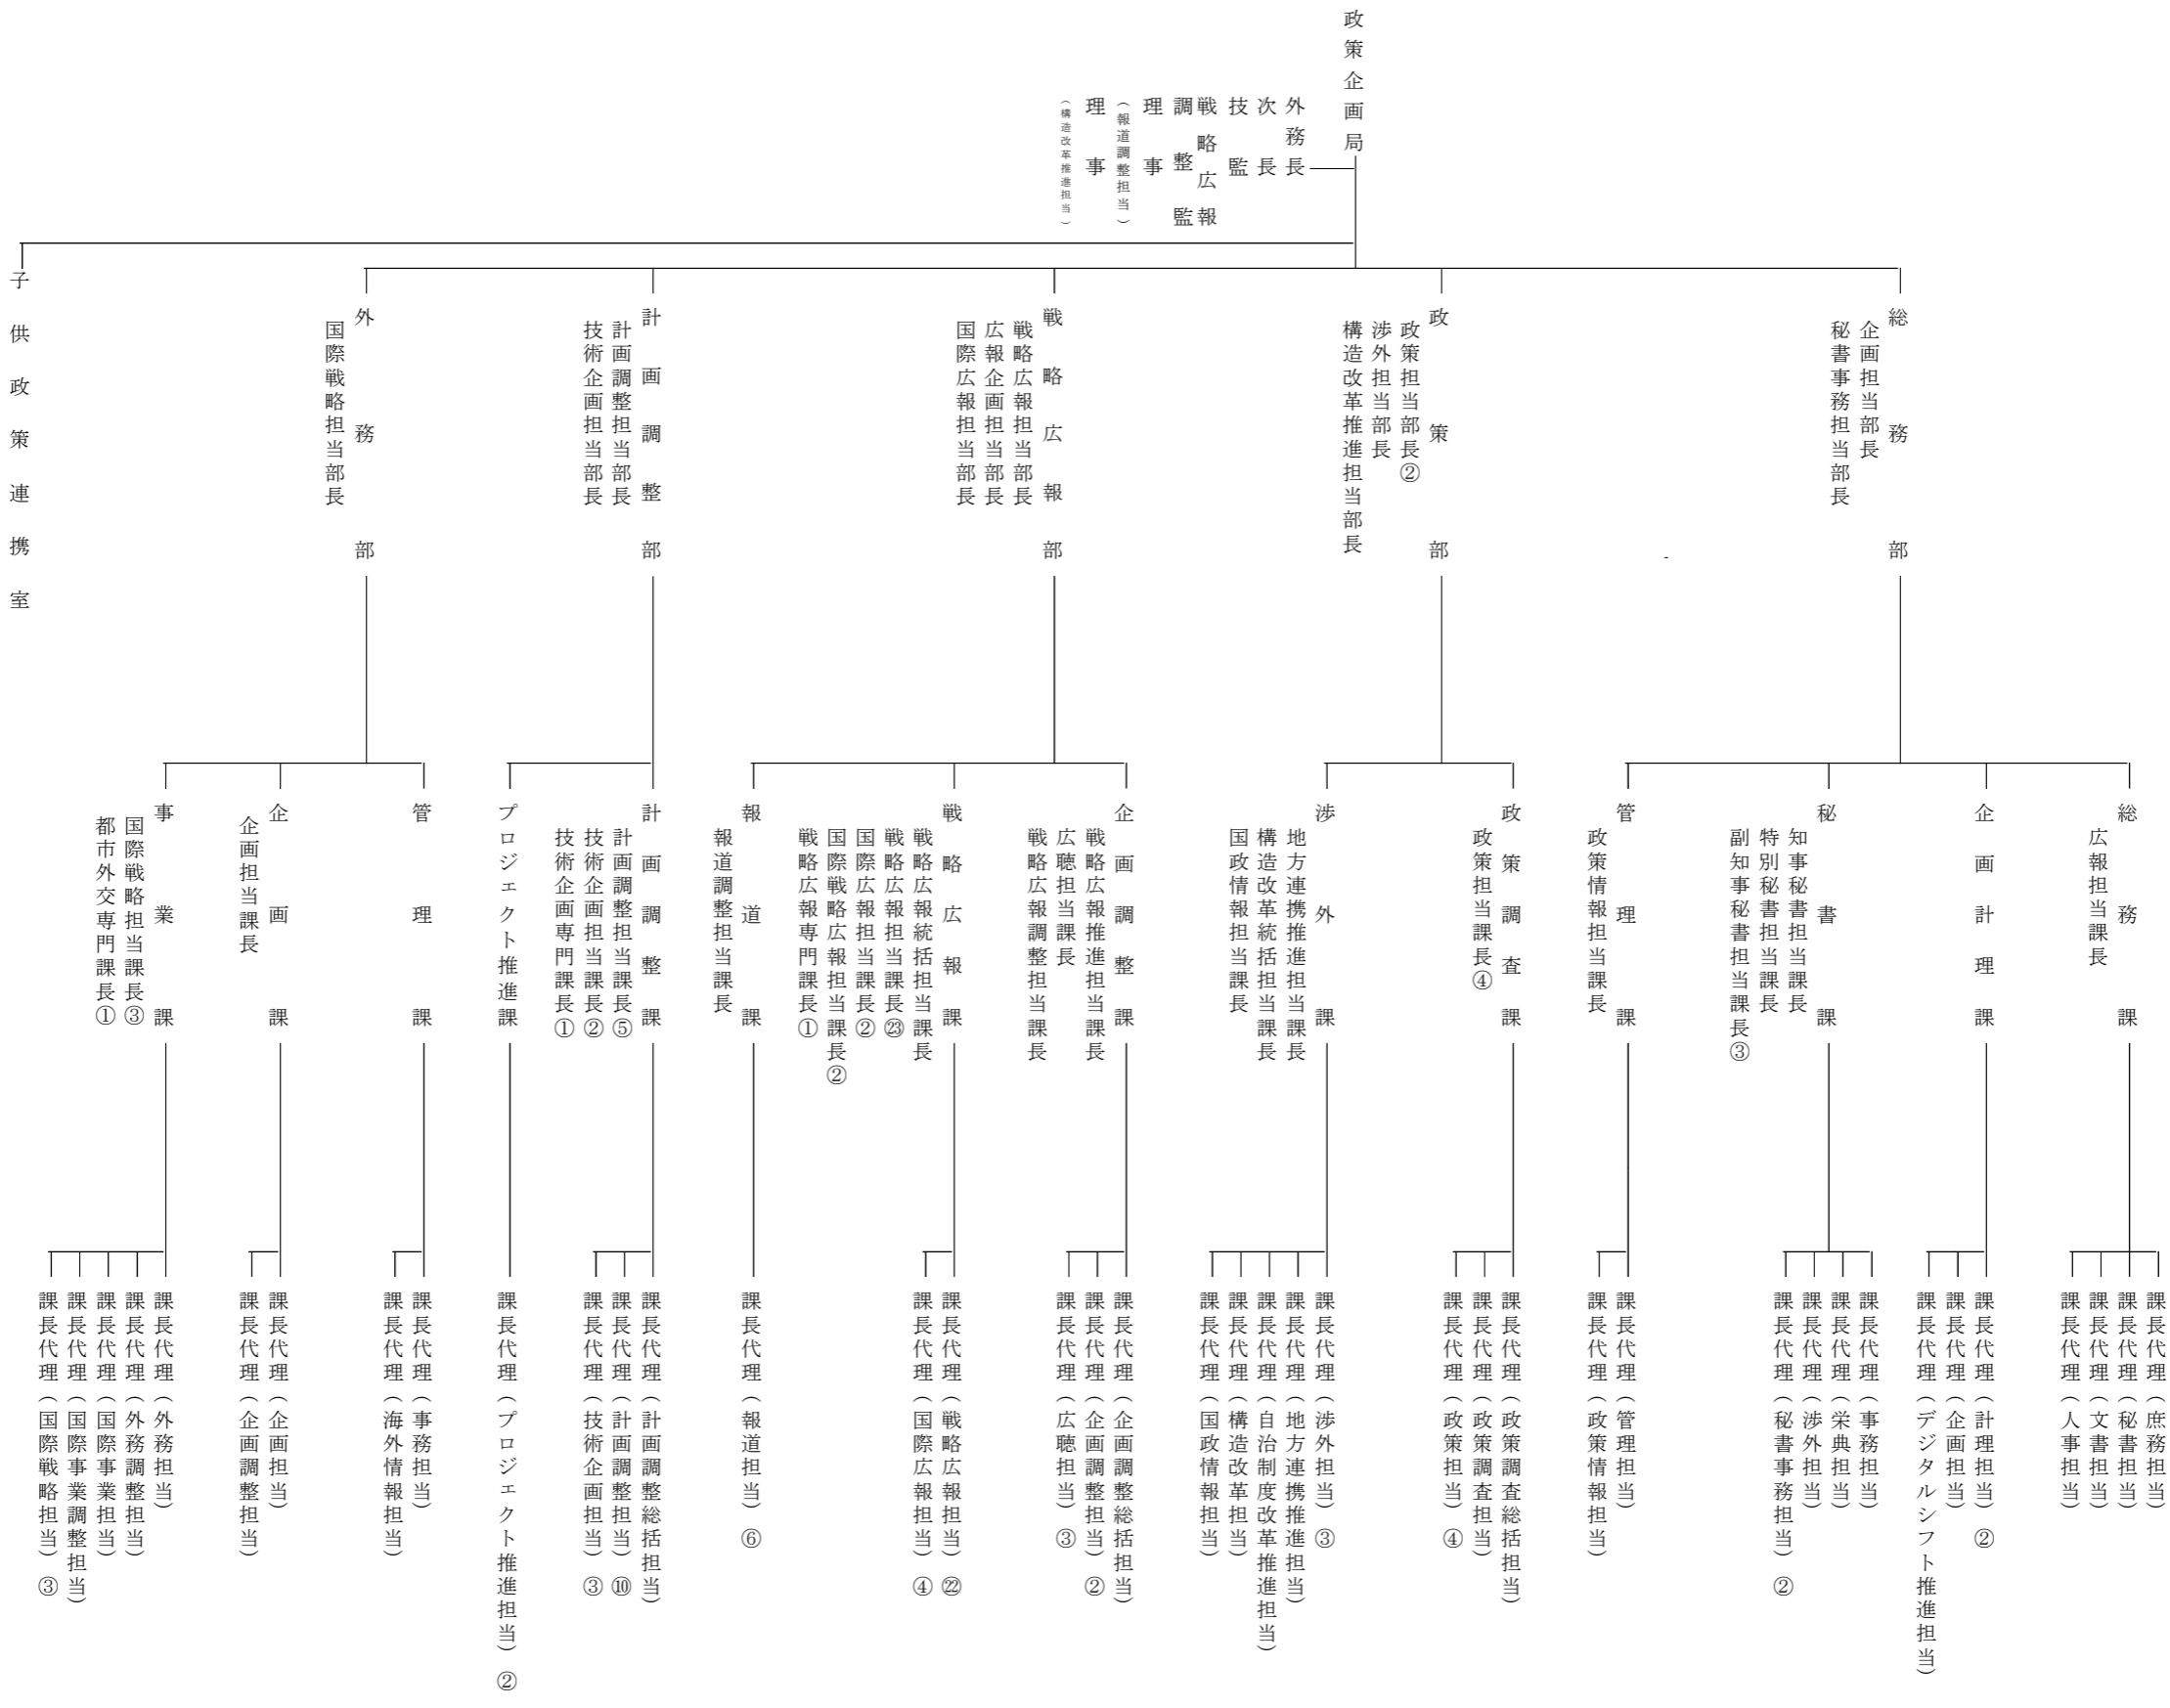 政策企画局
外務長
次長
技監
戦略広報
調整監
理事
（報道調整担当）
理事
（構造改革推進担当）
総務部
企画担当部長
秘書事務担当部長
政策部
政策担当部長②
渉外担当部長
構造改革推進担当部長
戦略広報部
戦略広報担当部長
広報企画担当部長
国際広報担当部長
計画調整部
計画調整担当部長
技術企画担当部長
外務部
国際戦略担当部長
子供政策連携室
総務課
広報担当課長
企画計理課
秘書課
知事秘書担当課長
特別秘書担当課長
副知事秘書担当課長③
管理課
政策情報担当課長
政策調査課
政策担当課長④
渉外課
地方連携推進担当課長
構造改革統括担当課長
国政情報担当課長
企画調整課
戦略広報推進担当課長
広聴担当課長
戦略広報調整担当課長
戦略広報課
戦略広報統括担当課長
戦略広報担当課長㉓
国際広報担当課長②
国際戦略広報担当課長②
戦略広報専門課長①
報道課
報道調整担当課長
計画調整課
計画調整担当課長⑤
技術企画担当課長②
技術企画専門課長①
プロジェクト推進課
管理課
企画課
企画担当課長
事業課
国際戦略担当課長③
都市外交専門課長①
課長代理（庶務担当）
課長代理（秘書担当）
課長代理（文書担当）
課長代理（人事担当）
課長代理（計理担当）②
課長代理（企画担当）
課長代理（デジタルシフト推進担当）
課長代理（事務担当）
課長代理（栄典担当）
課長代理（渉外担当）
課長代理（秘書事務担当）②
課長代理（管理担当）
課長代理（政策情報担当）
課長代理（政策調査総括担当）
課長代理（政策調査担当）
課長代理（政策担当）④
課長代理（渉外担当）③
課長代理（地方連携推進担当）
課長代理（自治制度改革推進担当）
課長代理（構造改革担当）
課長代理（国政情報担当）
課長代理（企画調整総括担当）
課長代理（企画調整担当）②
課長代理（広聴担当）③
課長代理（戦略広報担当）㉒
課長代理（国際広報担当）④
課長代理（報道担当）⑥
課長代理（計画調整総括担当）
課長代理（計画調整担当）⑩
課長代理（技術企画担当）③
課長代理（プロジェクト推進担当）②
課長代理（事務担当）
課長代理（海外情報担当）
課長代理（企画担当）
課長代理（企画調整担当）
課長代理（外務担当）
課長代理（外務調整担当）
課長代理（国際事業担当）
課長代理（国際事業調整担当）
課長代理（国際戦略担当）③